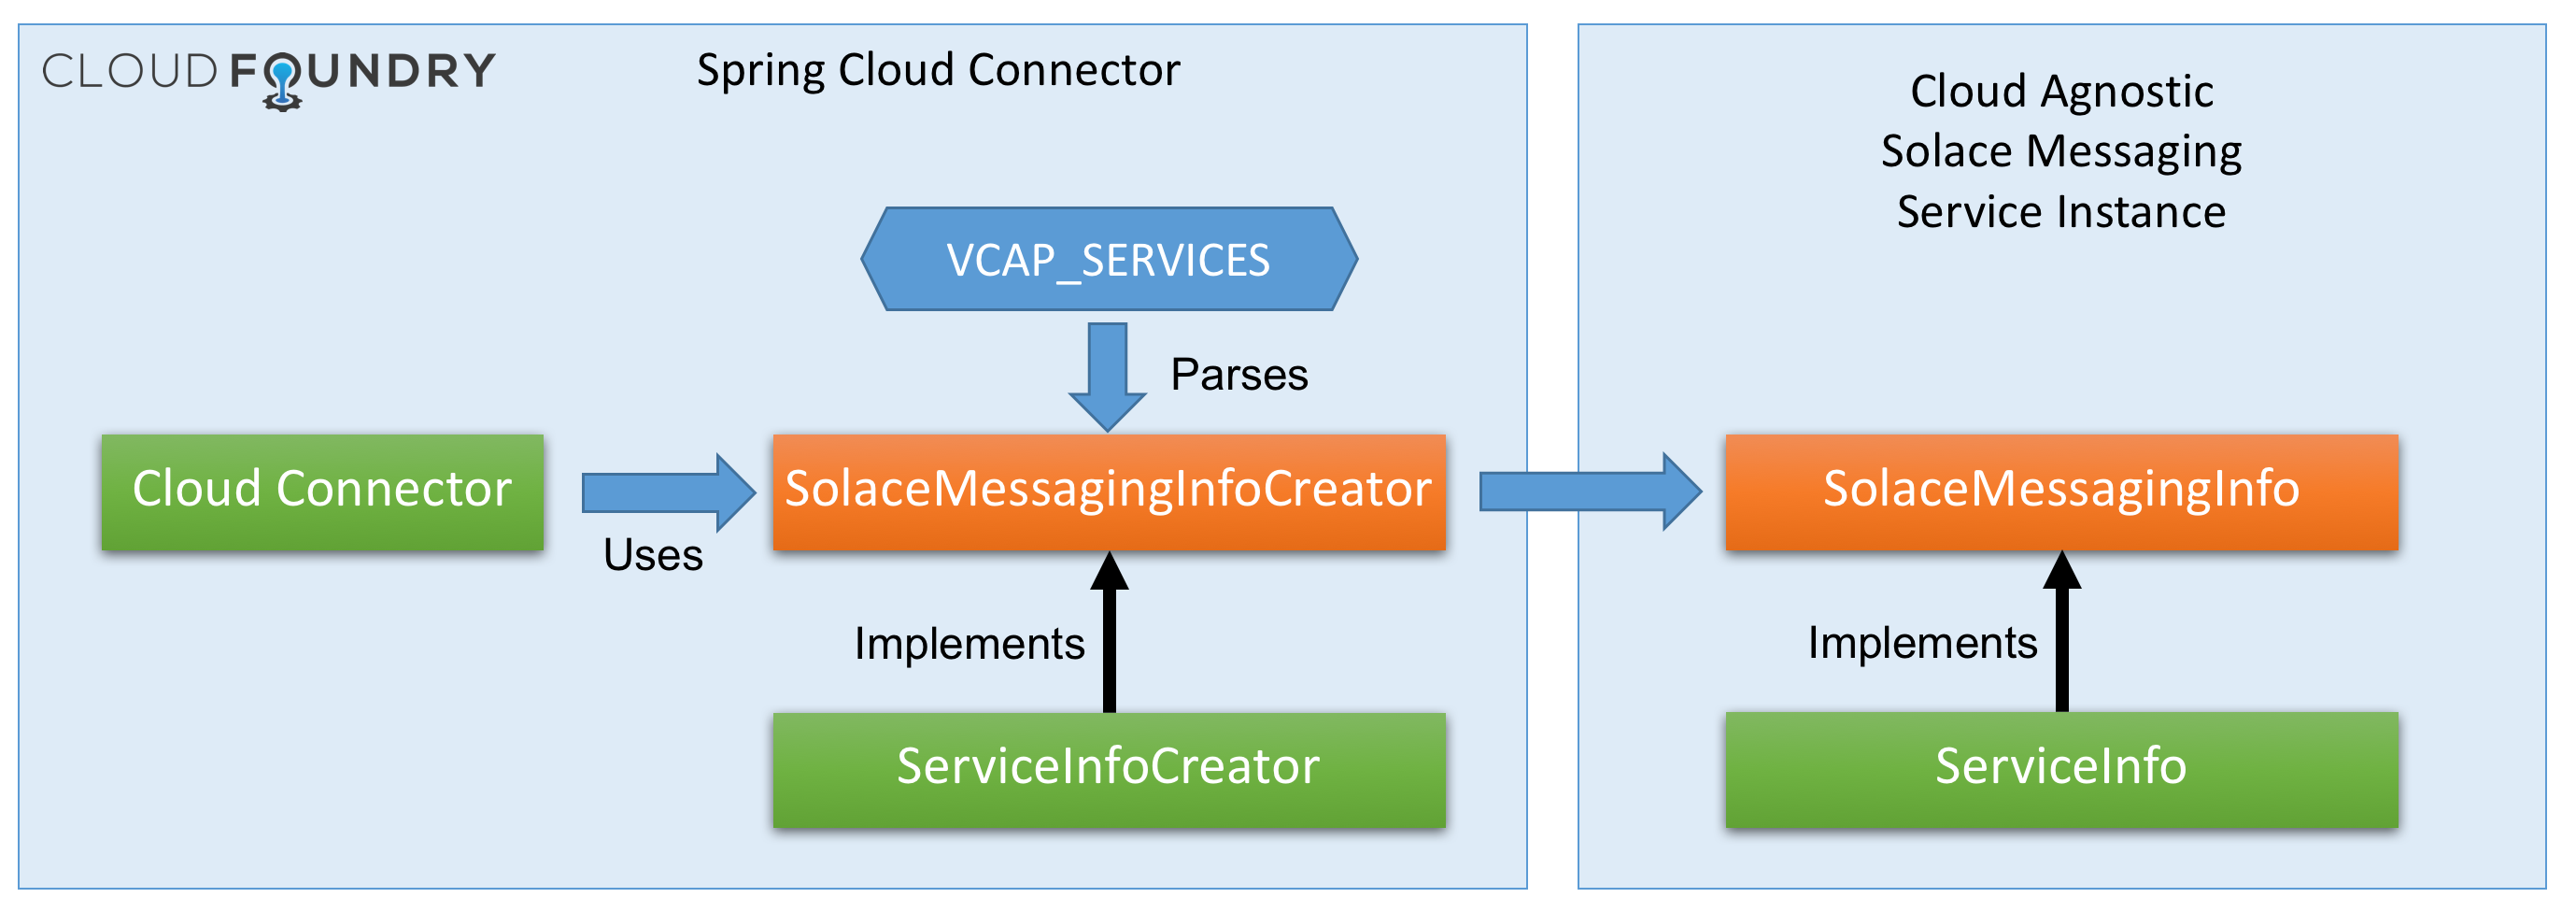 CLOUD FOUNDRY
Spring Cloud Connector
Cloud Agnostic
Solace Messaging
Service Instance
VCAP_SERVICES
Parses
Cloud Connector
Uses
SolaceMessagingInfoCreator
SolaceMessagingInfo
Implements
Implements
ServiceInfoCreator
ServiceInfo